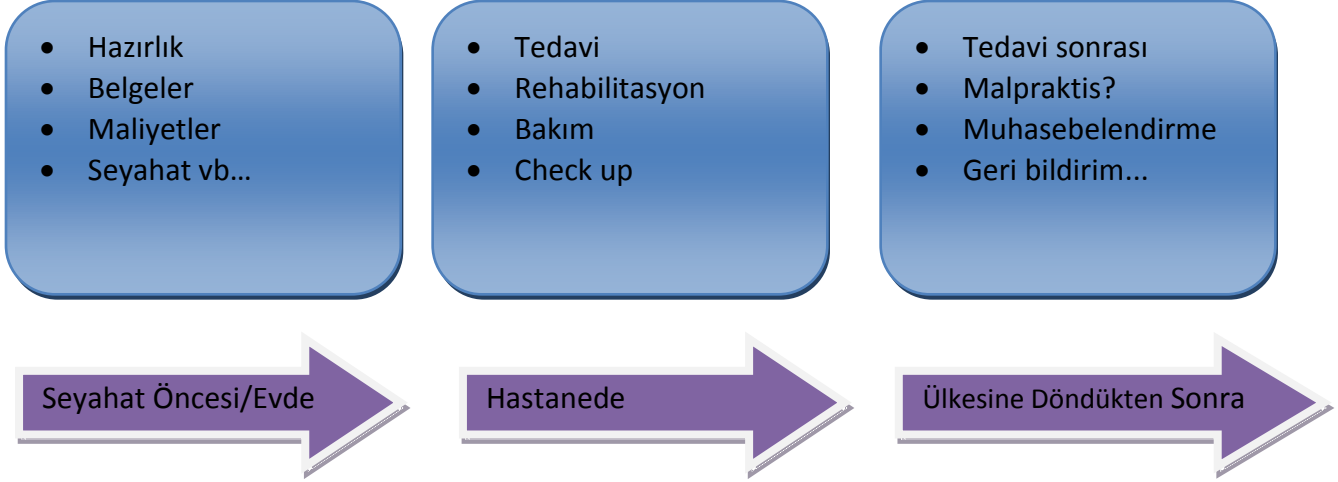 • Hazırlık
• Belgeler
• Maliyetler
• Seyahat vb…
• Tedavi
• Rehabilitasyon
• Bakım
• Check up
• Tedavi sonrası
• Malpraktis?
• Muhasebelendirme
• Geri bildirim...
Seyahat Öncesi/Evde
Hastanede
Ülkesine Döndükten Sonra